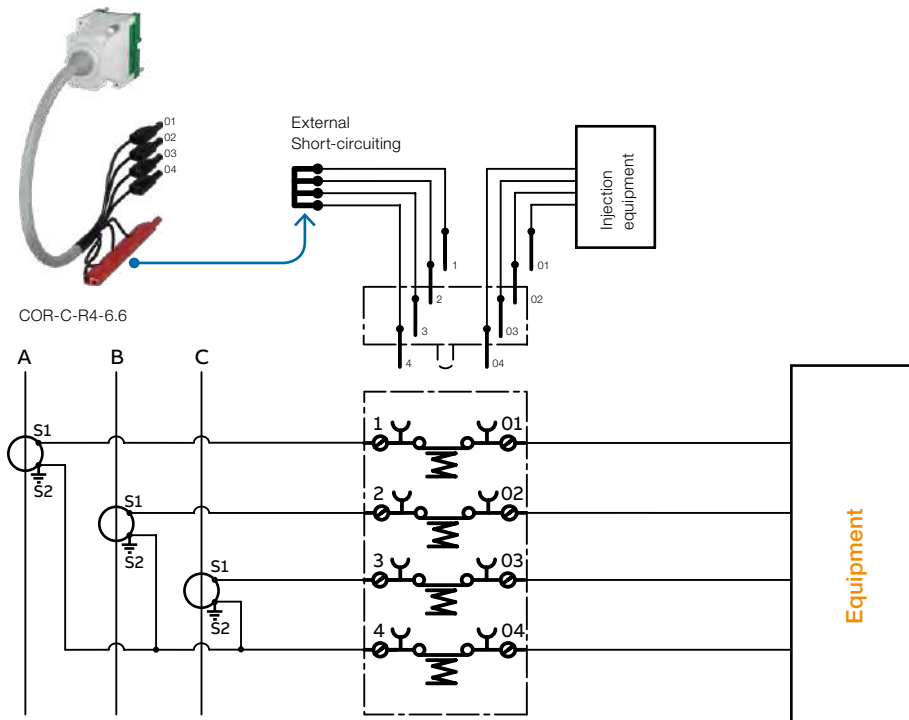 01
02
03
04
COR-C-R4-6.6
External
Short-circuiting
Injection
equipment
1
2
3
4
01
02
03
04
A
B
C
S1
S2
S1
S2
S1
S2
1
01
2
02
3
03
4
04
Equipment